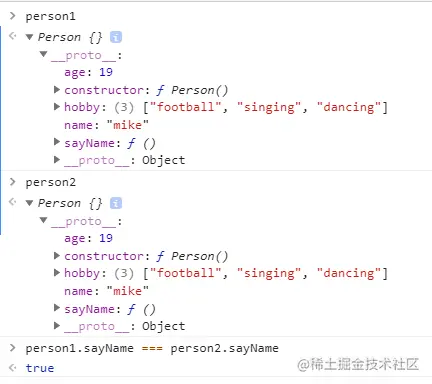 > person1
Person {} i
__proto__:
age: 19
constructor: ƒ Person()
hobby: (3) ["football", "singing", "dancing"]
name: "mike"
sayName: ƒ ()
__proto__: Object
> person2
Person {} i
__proto__:
age: 19
constructor: ƒ Person()
hobby: (3) ["football", "singing", "dancing"]
name: "mike"
sayName: ƒ ()
__proto__: Object
> person1.sayName === person2.sayName
true
@稀土掘金技术社区